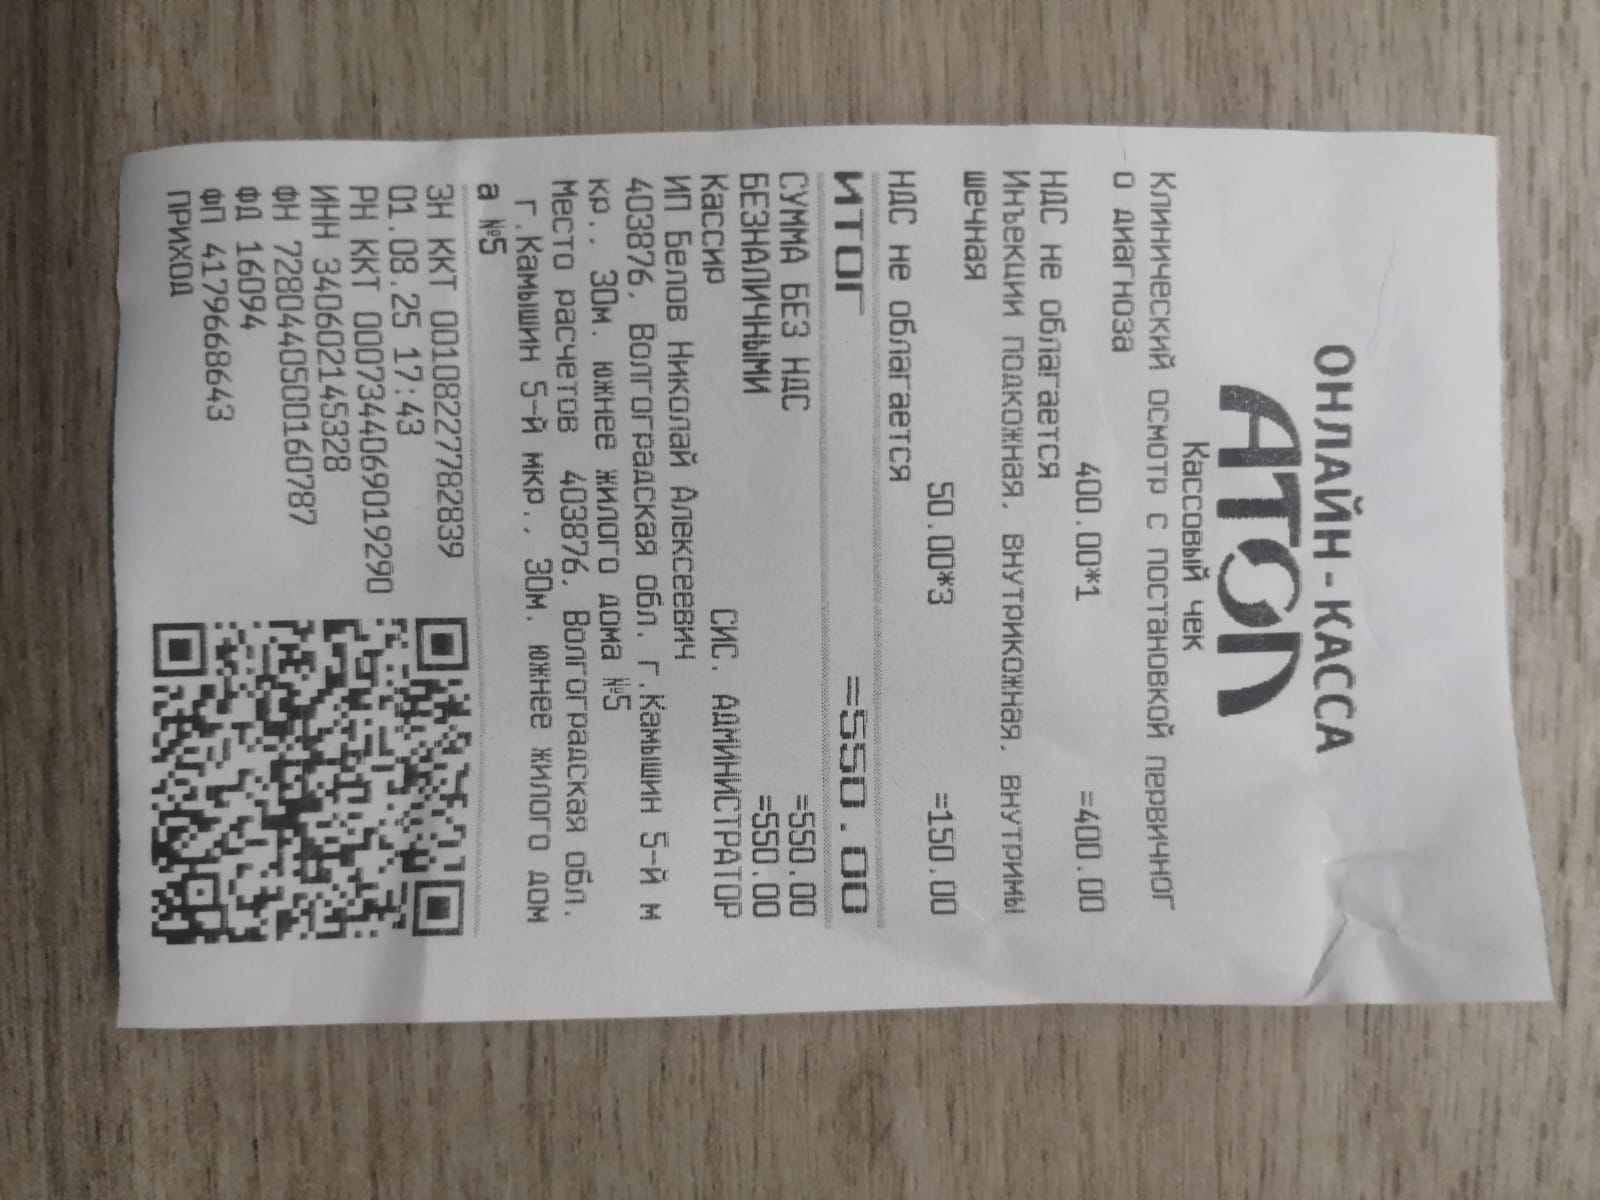 ОНЛАЙН-КАССА
АТОЛ
Кассовый чек
Клинический осмотр с постановкой первичног
о диагноза
400.00*1 =400.00
НДС не облагается
Инъекции подкожная, внутрикожная, внутримы
шечная
50.00*3 =150.00
НДС не облагается
ИТОГ =550.00
СУММА БЕЗ НДС =550.00
БЕЗНАЛИЧНЫМИ =550.00
Кассир СИС. АДМИНИСТРАТОР
ИП Белов Николай Алексеевич
403876, Волгоградская обл. г.Камышин 5-й м
кр., 30м. южнее жилого дома №5
Место расчетов 403876, Волгоградская обл.
г.Камышин 5-й мкр., 30м. южнее жилого дом
а №5
ЗН ККТ 00108227782839
01.08.25 17:43
РН ККТ 0007344069019290
ИНН 340602145328
ФН 7280440500160787
ФД 16094
ФП 4179668643
ПРИХОД